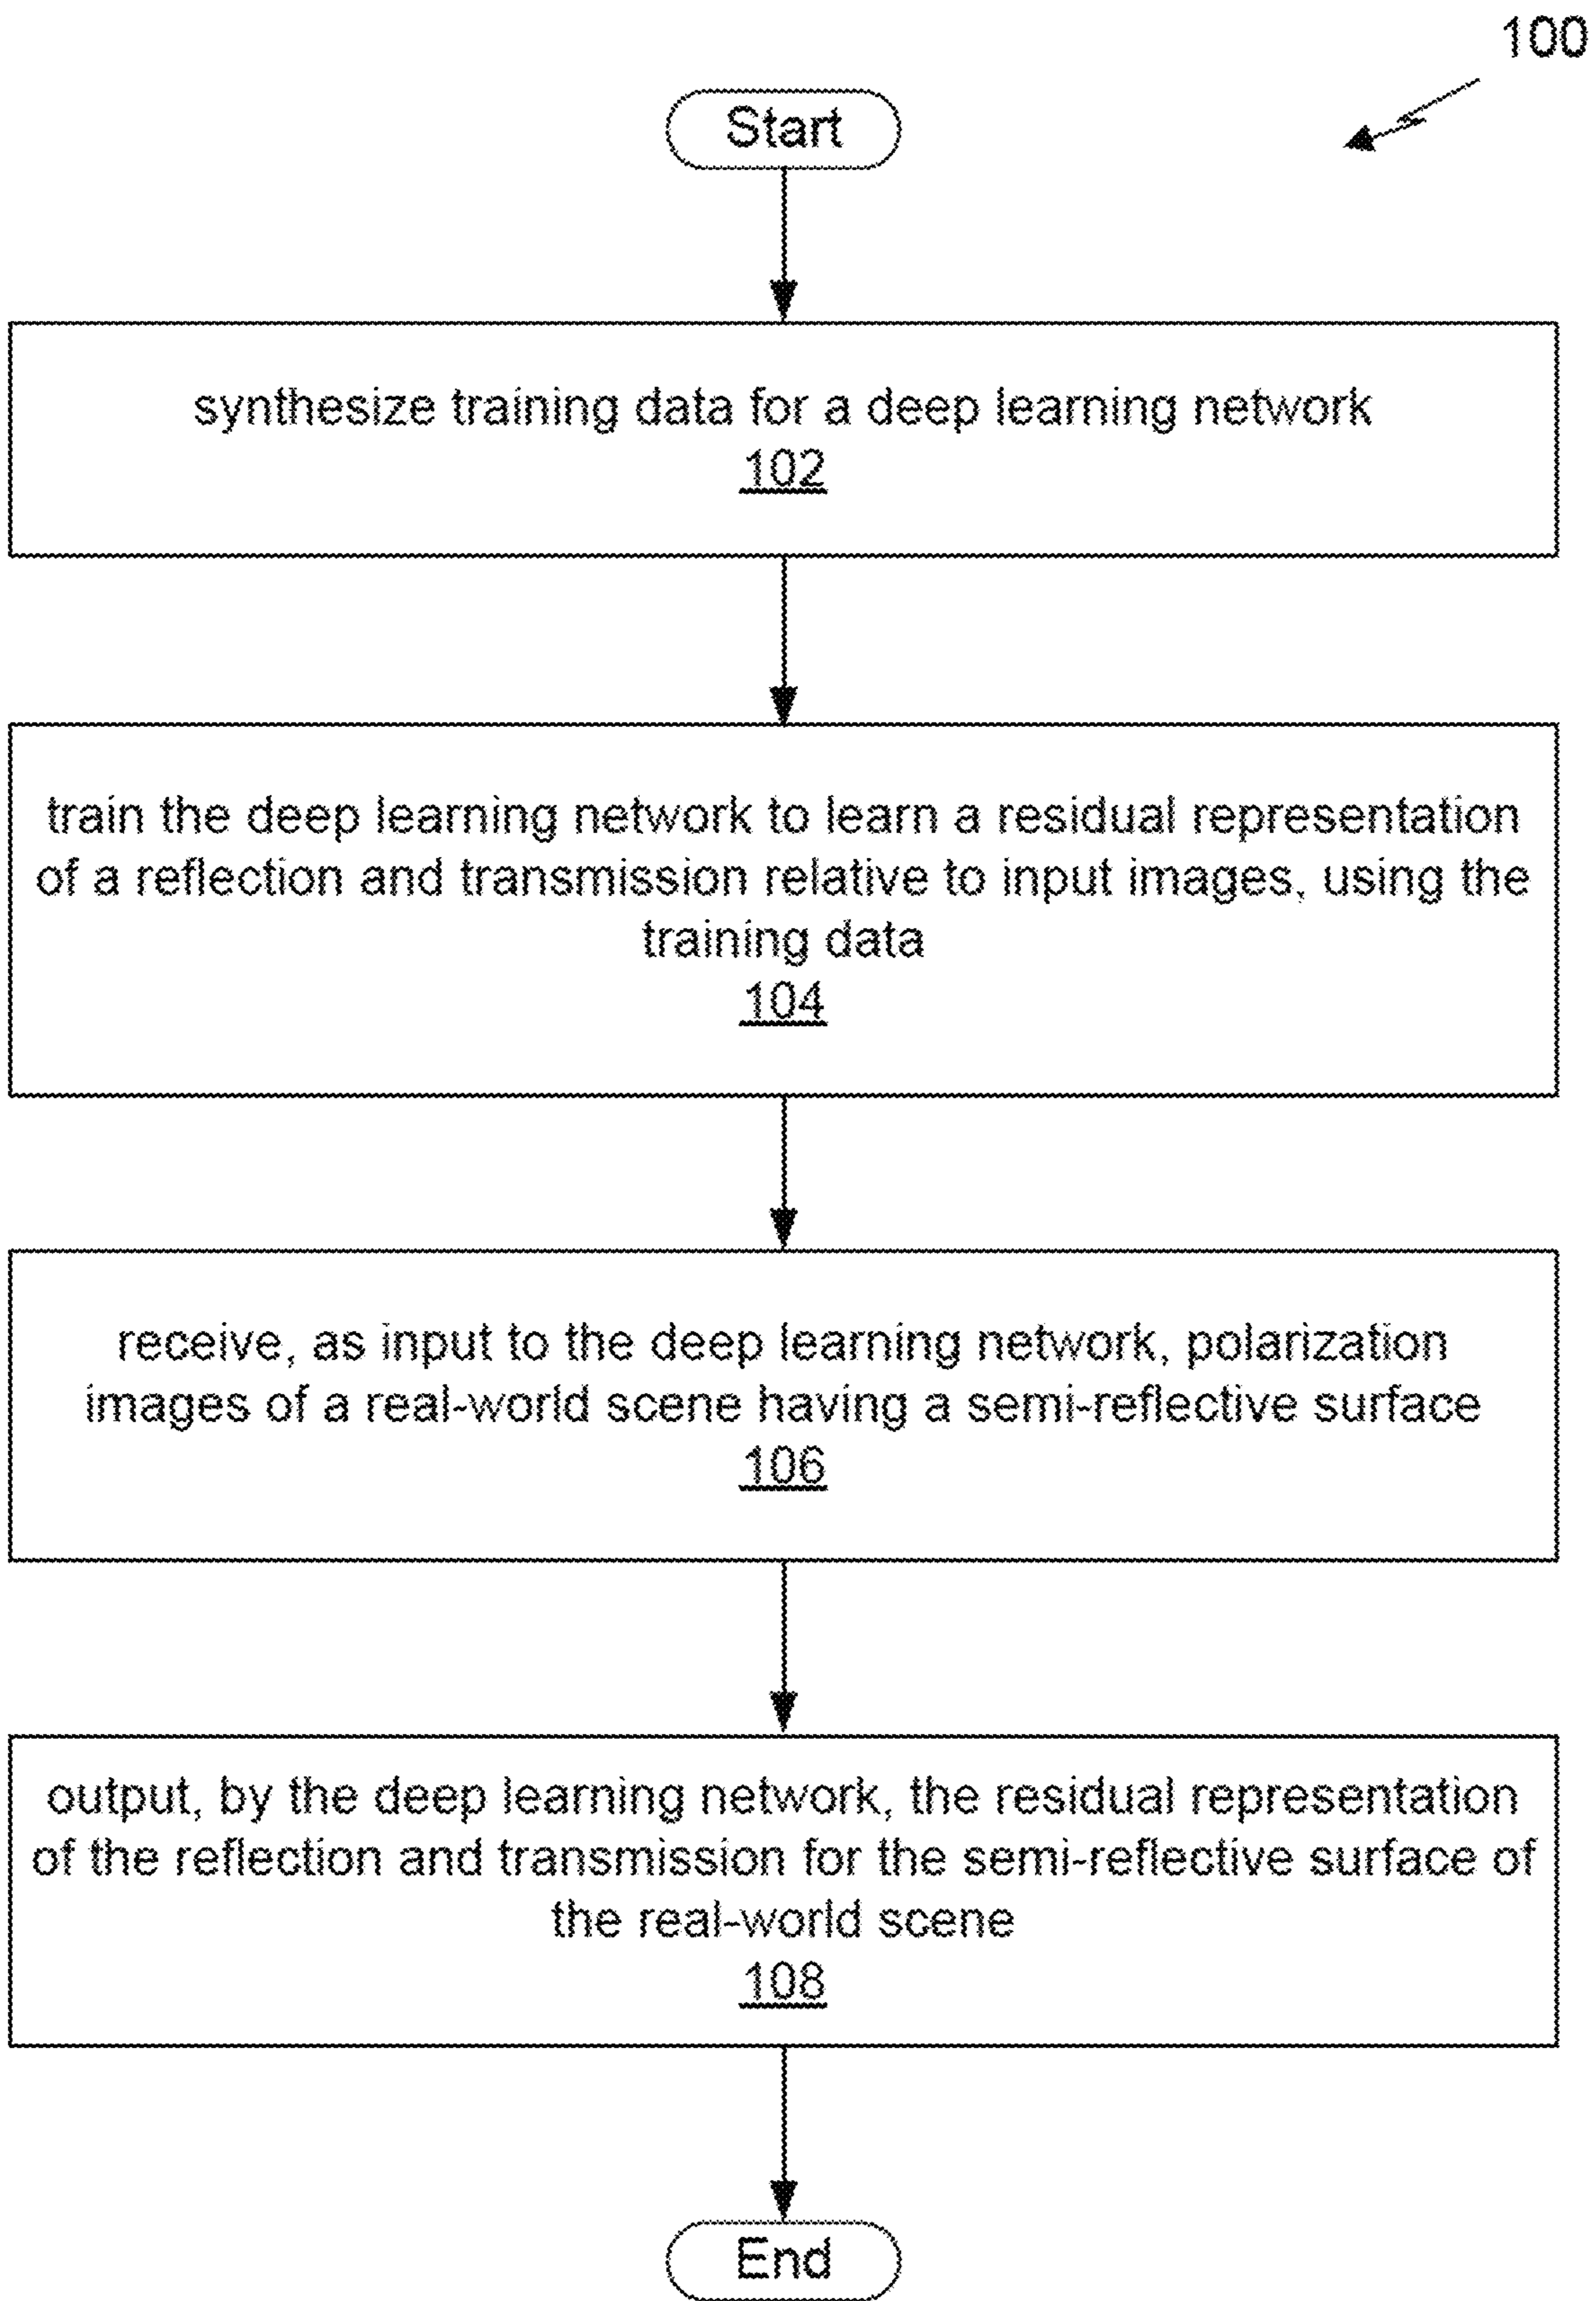 100
Start
synthesize training data for a deep learning network
102
train the deep learning network to learn a residual representation
of a reflection and transmission relative to input images, using the
training data
104
receive, as input to the deep learning network, polarization
images of a real-world scene having a semi-reflective surface
106
output, by the deep learning network, the residual representation
of the reflection and transmission for the semi-reflective surface of
the real-world scene
108
End